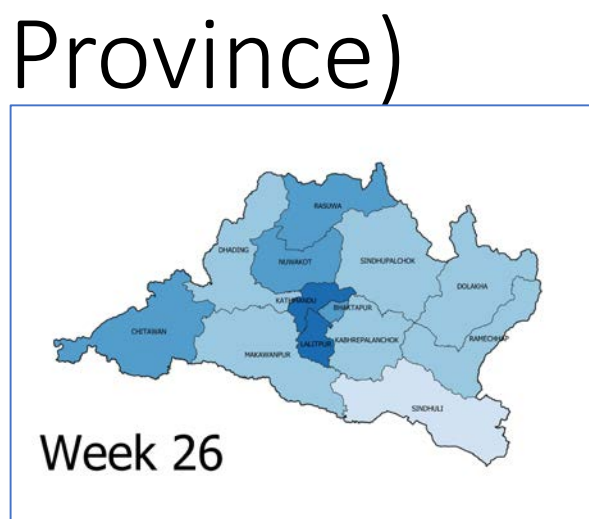 Province)
RASUWA
DHADING
NUWAKOT
SINDHUPALCHOK
DOLAKHA
KATHMANDU
BHAKTAPUR
CHITAWAN
LALITPUR
KABHREPALANCHOK
RAMECHHAP
MAKAWANPUR
SINDHULI
Week 26